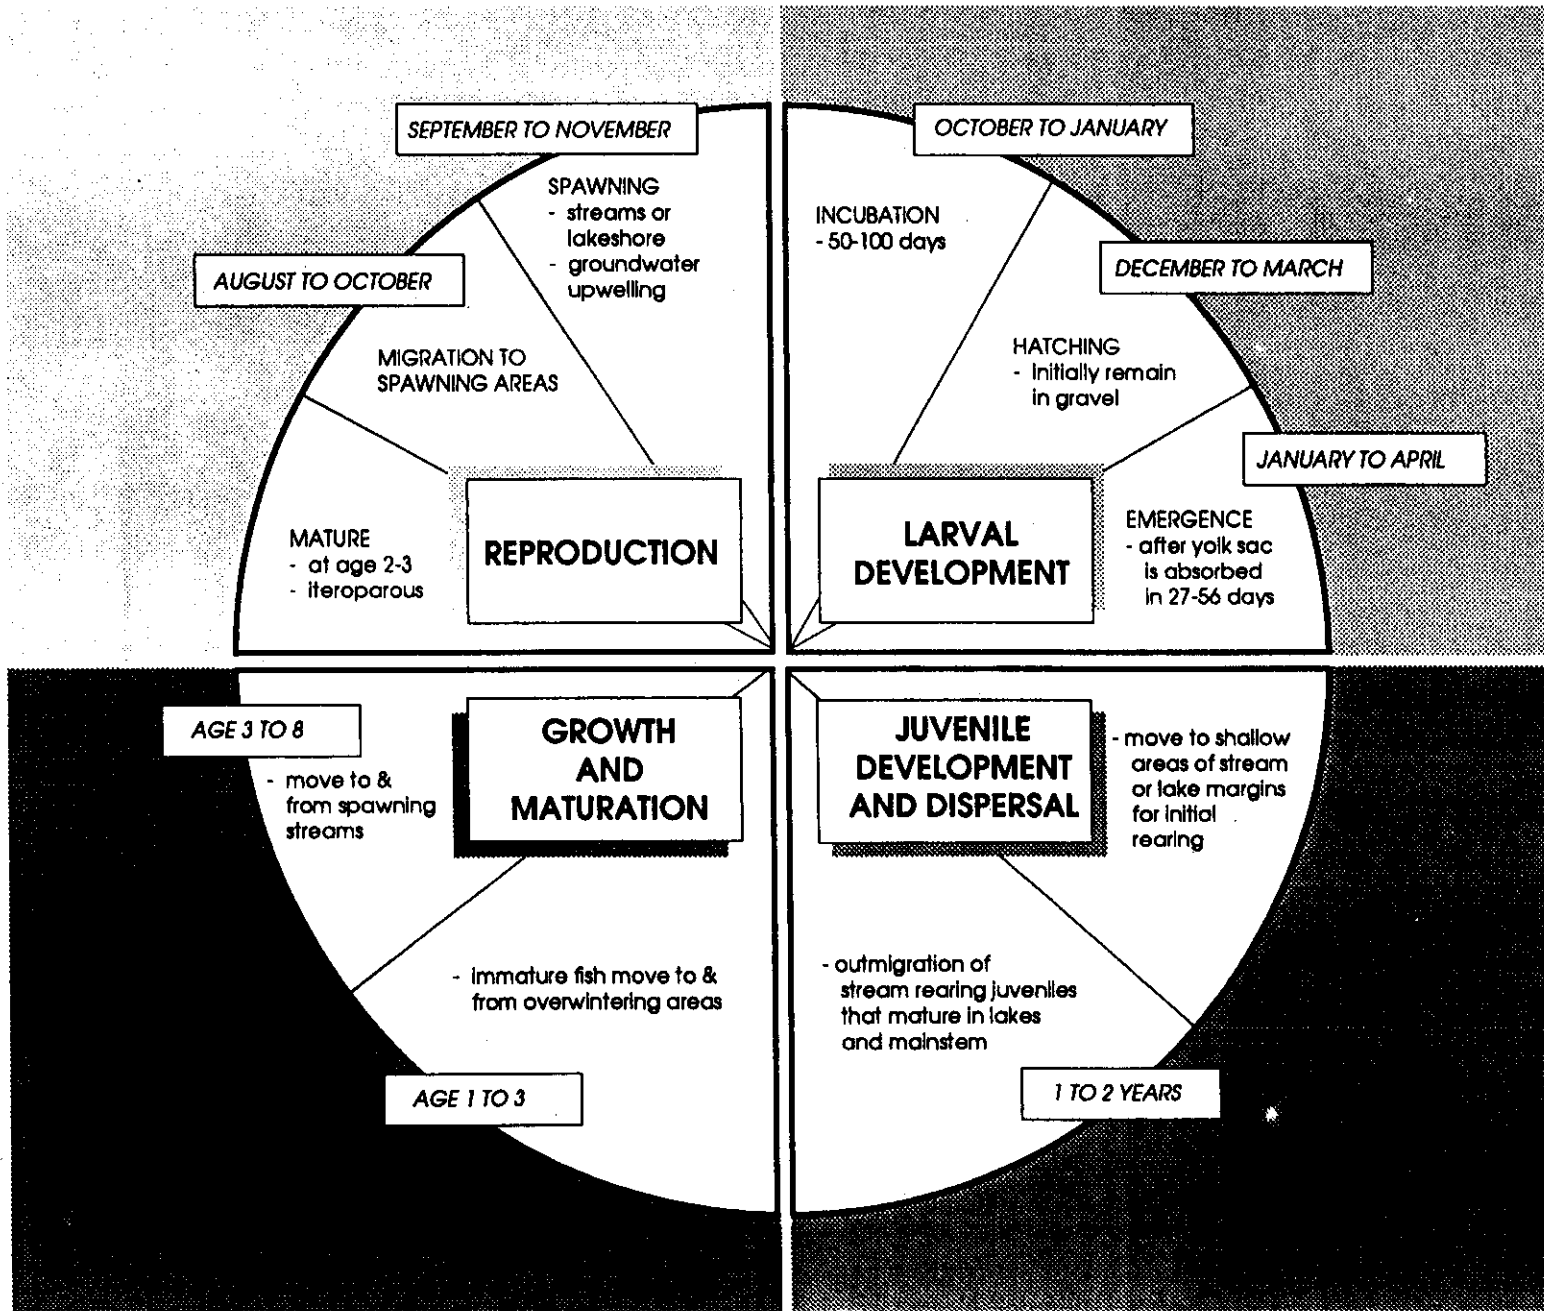 SEPTEMBER TO NOVEMBER
SPAWNING
- streams or
lakeshore
- groundwater
upwelling
AUGUST TO OCTOBER
MIGRATION TO
SPAWNING AREAS
MATURE
- at age 2-3
- iteroparous
REPRODUCTION
OCTOBER TO JANUARY
INCUBATION
- 50-100 days
DECEMBER TO MARCH
HATCHING
- initially remain
in gravel
JANUARY TO APRIL
EMERGENCE
- after yolk sac
is absorbed
in 27-56 days
LARVAL
DEVELOPMENT
AGE 3 TO 8
- move to &
from spawning
streams
GROWTH
AND
MATURATION
- immature fish move to &
from overwintering areas
AGE 1 TO 3
JUVENILE
DEVELOPMENT
AND DISPERSAL
- move to shallow
areas of stream
or lake margins
for initial
rearing
- outmigration of
stream rearing juveniles
that mature in lakes
and mainstem
1 TO 2 YEARS